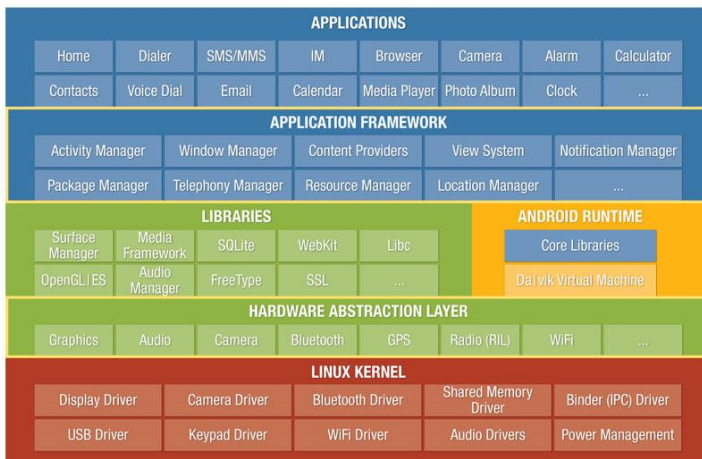 APPLICATIONS
Home Dialer SMS/MMS IM Browser Camera Alarm Calculator
Contacts Voice Dial Email Calendar Media Player Photo Album Clock ...
APPLICATION FRAMEWORK
Activity Manager Window Manager Content Providers View System Notification Manager
Package Manager Telephony Manager Resource Manager Location Manager ...
LIBRARIES
Surface Manager Media Framework SQLite WebKit Libc
OpenGL|ES Audio Manager FreeType SSL ...
ANDROID RUNTIME
Core Libraries
Dalvik Virtual Machine
HARDWARE ABSTRACTION LAYER
Graphics Audio Camera Bluetooth GPS Radio (RIL) WiFi ...
LINUX KERNEL
Display Driver Camera Driver Bluetooth Driver Shared Memory Driver Binder (IPC) Driver
USB Driver Keypad Driver WiFi Driver Audio Drivers Power Management